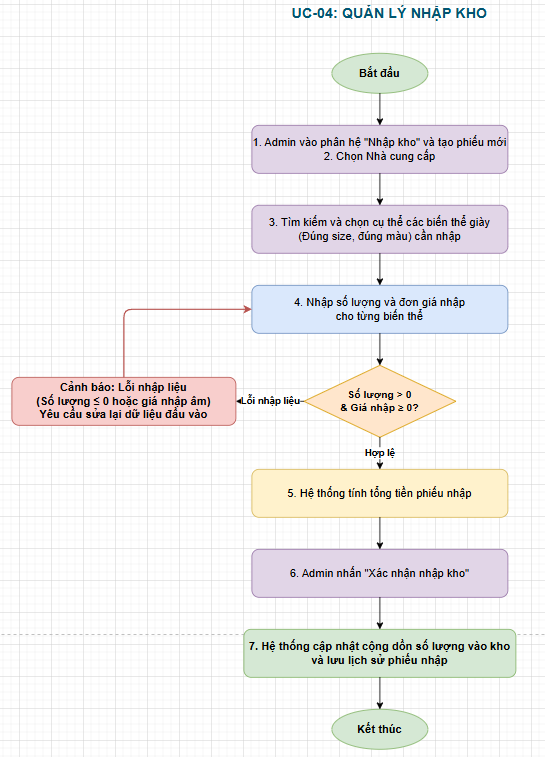 UC-04: QUẢN LÝ NHẬP KHO
Bắt đầu
1. Admin vào phân hệ "Nhập kho" và tạo phiếu mới
2. Chọn Nhà cung cấp
3. Tìm kiếm và chọn cụ thể các biến thể giày
(Đúng size, đúng màu) cần nhập
4. Nhập số lượng và đơn giá nhập
cho từng biến thể
Cảnh báo: Lỗi nhập liệu
(Số lượng ≤ 0 hoặc giá nhập âm)
Yêu cầu sửa lại dữ liệu đầu vào
Lỗi nhập liệu
Số lượng > 0
& Giá nhập ≥ 0?
Hợp lệ
5. Hệ thống tính tổng tiền phiếu nhập
6. Admin nhấn "Xác nhận nhập kho"
7. Hệ thống cập nhật cộng dồn số lượng vào kho
và lưu lịch sử phiếu nhập
Kết thúc